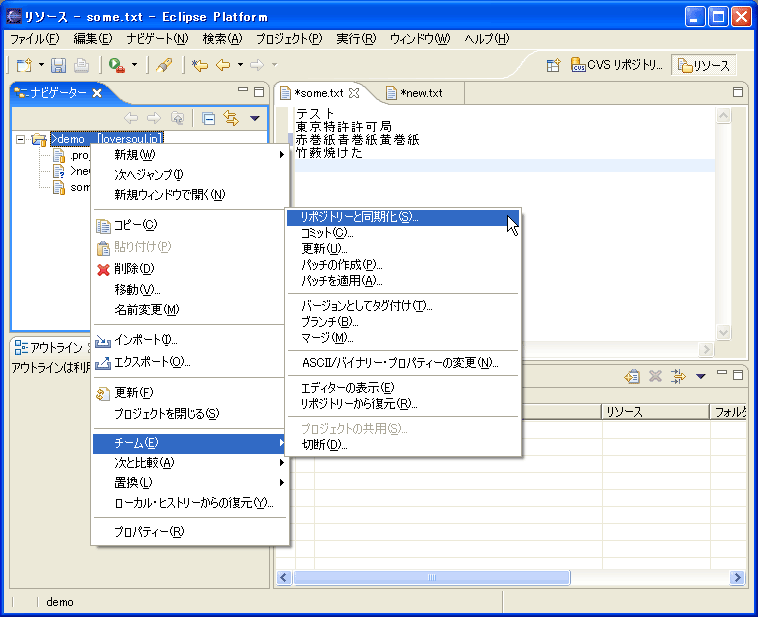 リソース - some.txt - Eclipse Platform
ファイル(F) 編集(E) ナビゲート(N) 検索(A) プロジェクト(P) 実行(R) ウィンドウ(W) ヘルプ(H)
CVS リポジトリ... リソース
ナビゲーター
*some.txt
*new.txt
>demo [loversoul.jp]
.proj
>new
som
テスト
東京特許許可局
赤巻紙青巻紙黄巻紙
竹薮焼けた
新規(W)
次へジャンプ(I)
新規ウィンドウで開く(N)
コピー(C)
貼り付け(P)
削除(D)
移動(V)...
名前変更(M)
インポート(I)...
エクスポート(O)...
更新(F)
プロジェクトを閉じる(S)
チーム(E)
次と比較(A)
置換(L)
ローカル・ヒストリーからの復元(Y)...
プロパティー(R)
リポジトリーと同期化(S)...
コミット(C)...
更新(U)...
パッチの作成(P)...
パッチを適用(A)...
バージョンとしてタグ付け(T)...
ブランチ(B)...
マージ(M)...
ASCII/バイナリー・プロパティーの変更(N)...
エディターの表示(E)
リポジトリーから復元(R)...
プロジェクトの共用(S)...
切断(D)...
アウトライン
アウトラインは利用
リソース
フォルダ
demo